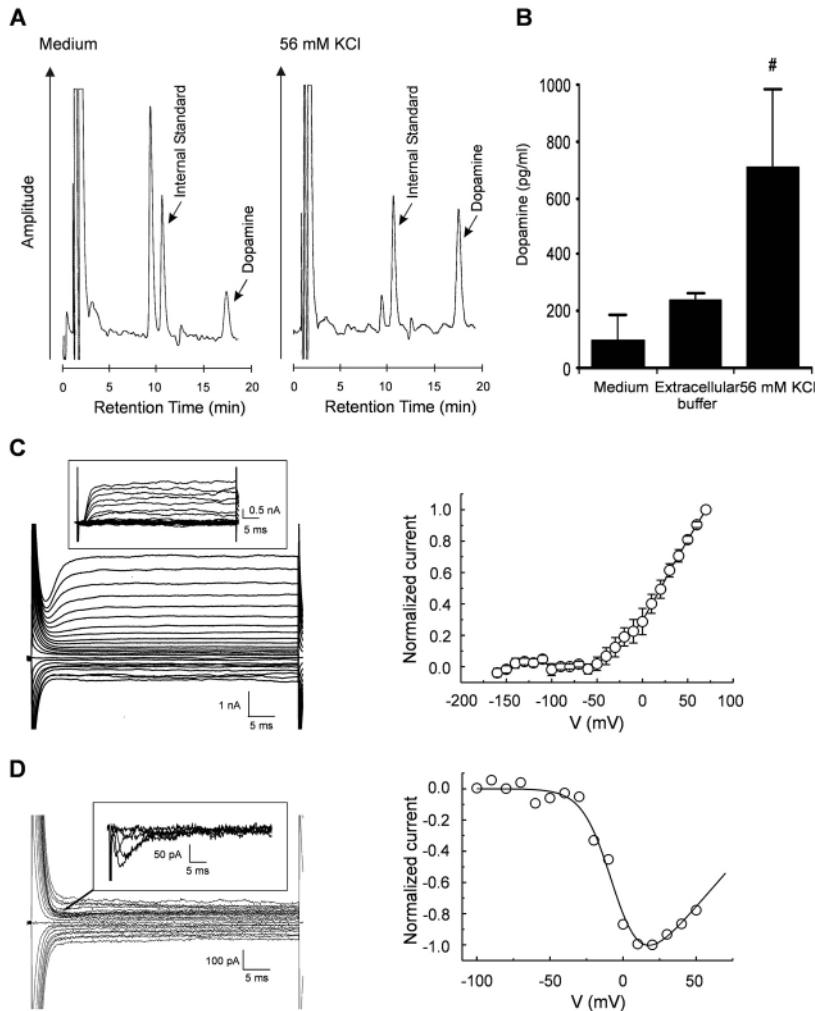 A
Medium
56 mM KCl
Amplitude
Internal Standard
Dopamine
Internal Standard
Dopamine
0 5 10 15 20
0 5 10 15 20
Retention Time (min)
Retention Time (min)
B
#
Dopamine (pg/ml)
1000
800
600
400
200
0
Medium
Extracellular buffer
56 mM KCl
C
0.5 nA
5 ms
1 nA
5 ms
Normalized current
1.0
0.8
0.6
0.4
0.2
0.0
-200 -150 -100 -50 0 50 100
V (mV)
D
50 pA
5 ms
100 pA
5 ms
Normalized current
0.0
-0.2
-0.4
-0.6
-0.8
-1.0
-100 -50 0 50
V (mV)